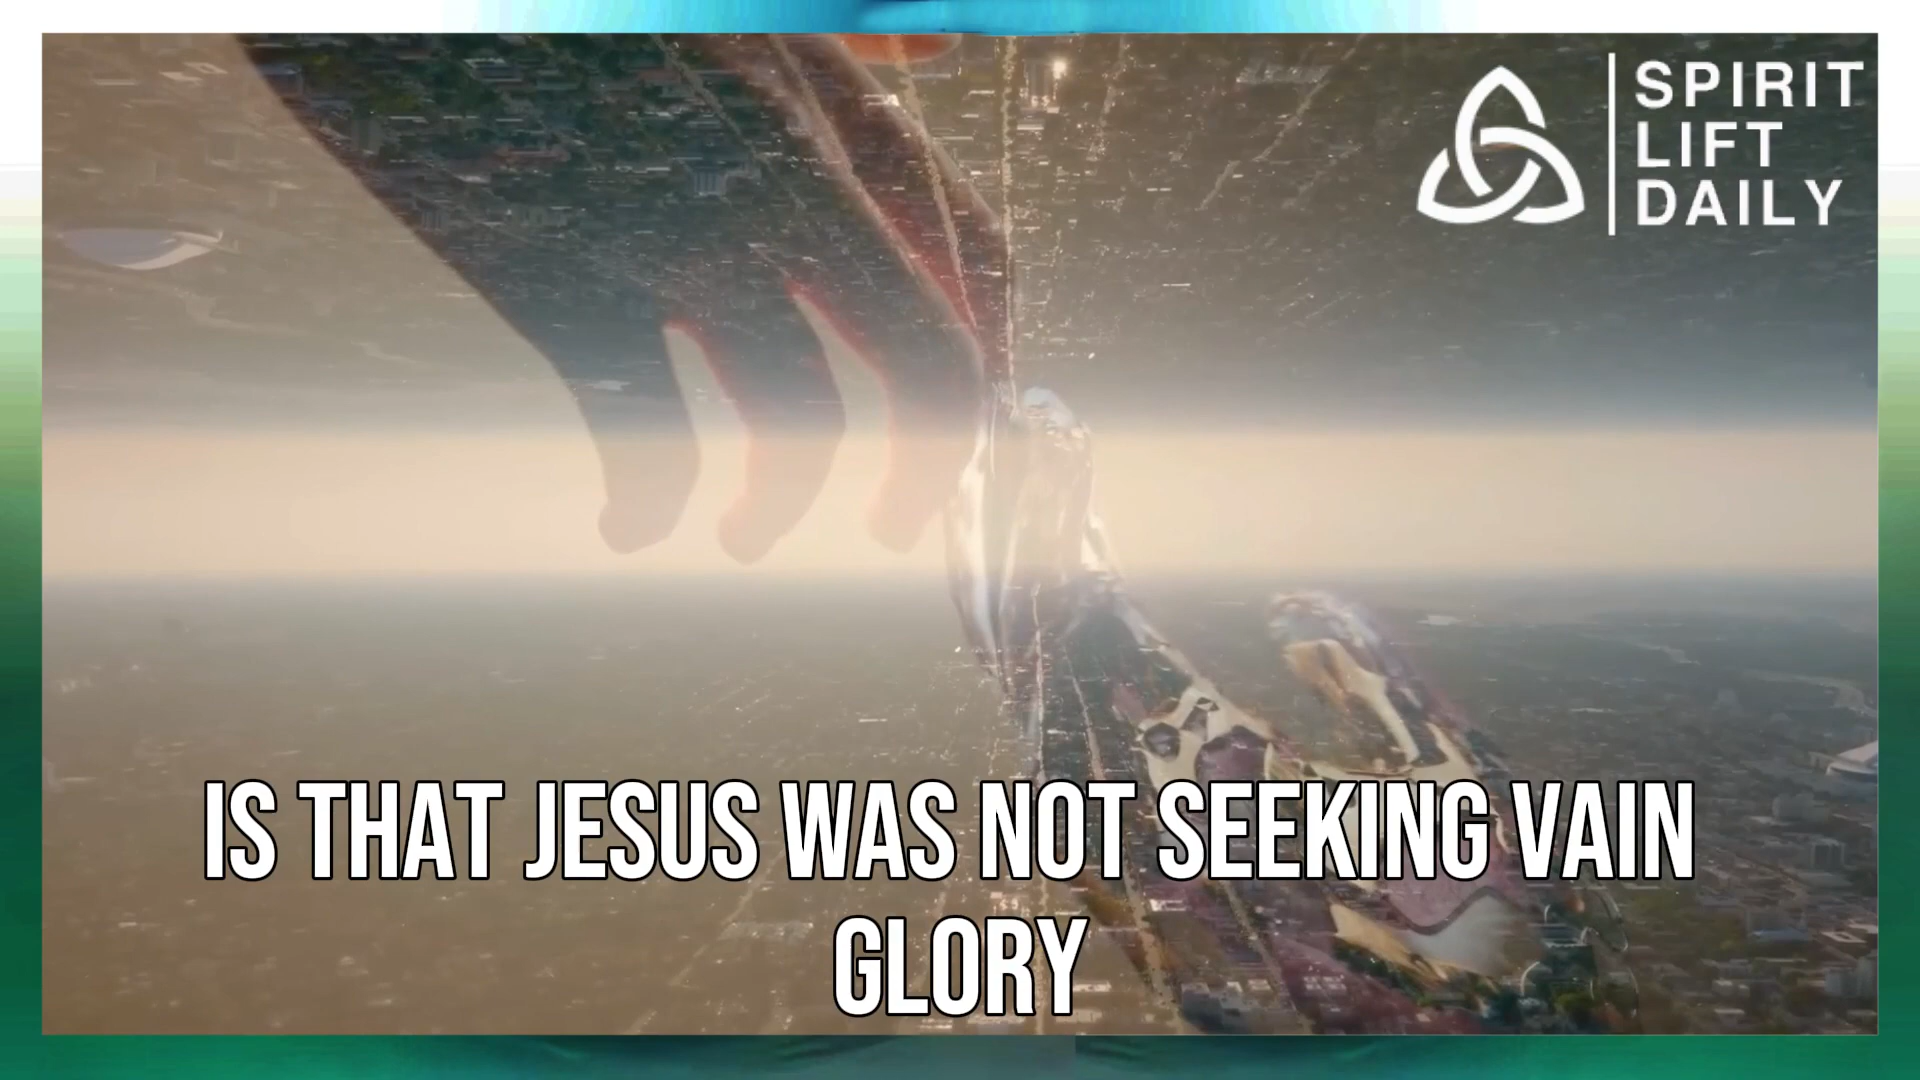 SPIRIT
LIFT
DAILY
IS THAT JESUS WAS NOT SEEKING VAIN
GLORY